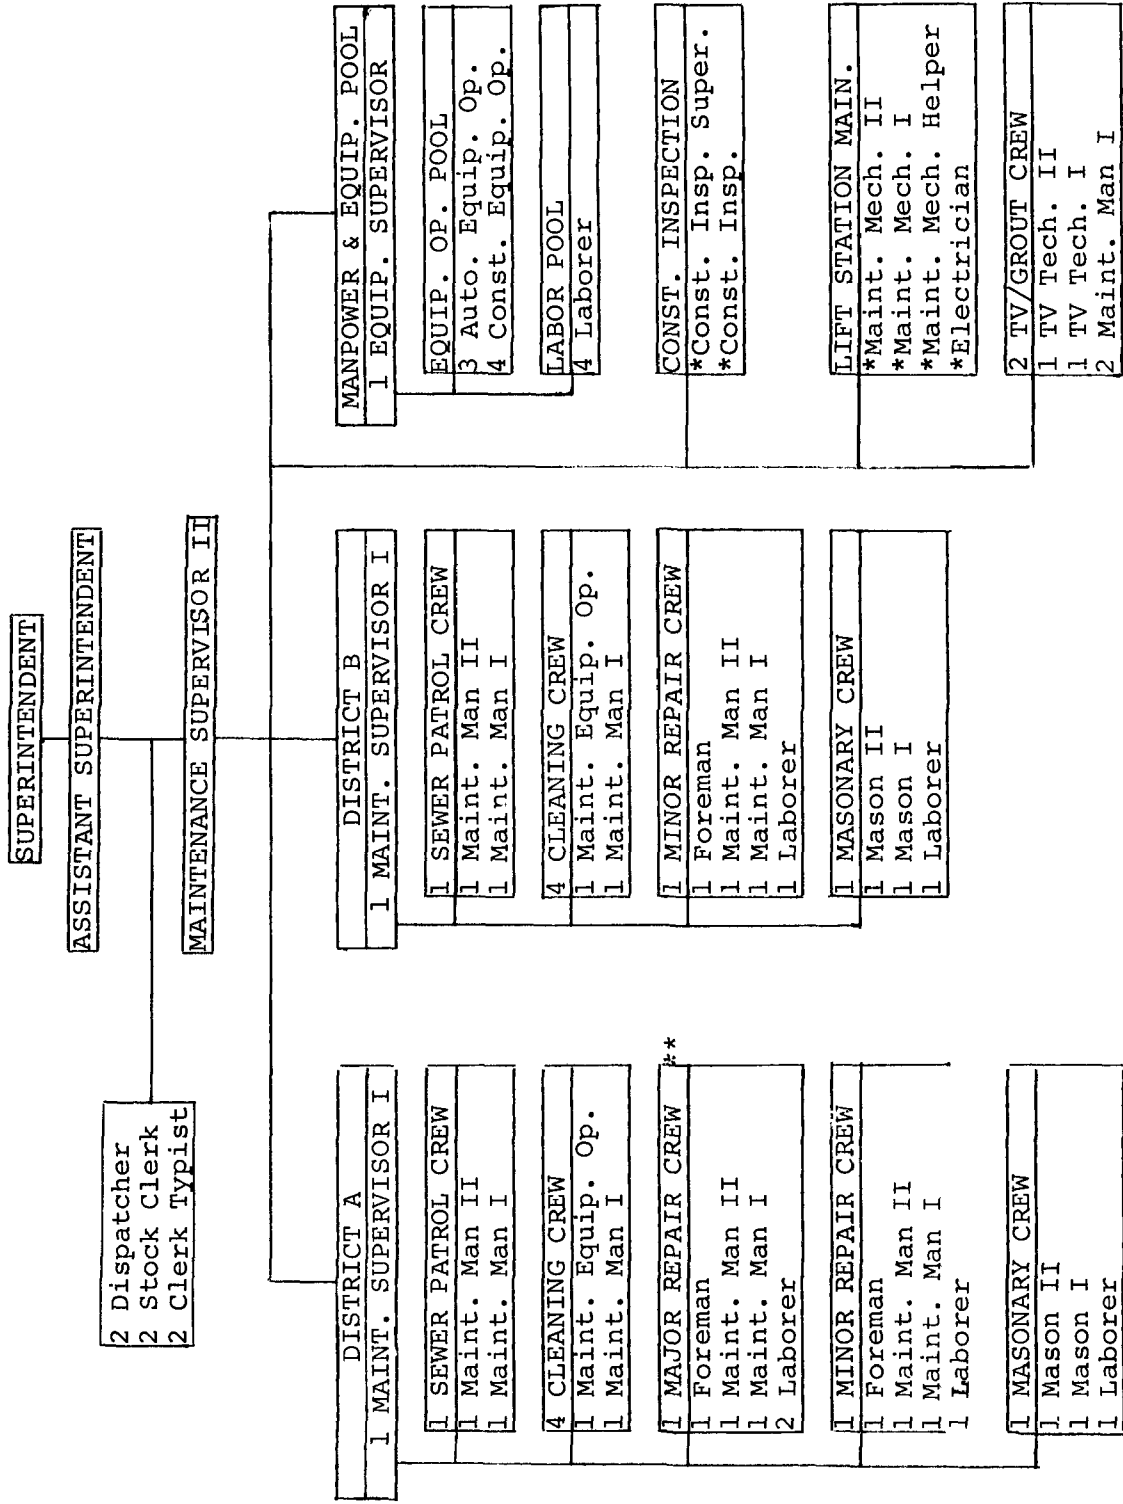 SUPERINTENDENT
ASSISTANT SUPERINTENDENT
2 Dispatcher
2 Stock Clerk
2 Clerk Typist
MAINTENANCE SUPERVISOR II
DISTRICT A
1 MAINT. SUPERVISOR I
1 SEWER PATROL CREW
1 Maint. Man II
1 Maint. Man I
4 CLEANING CREW
1 Maint. Equip. Op.
1 Maint. Man I
1 MAJOR REPAIR CREW **
1 Foreman
1 Maint. Man II
1 Maint. Man I
2 Laborer
1 MINOR REPAIR CREW
1 Foreman
1 Maint. Man II
1 Maint. Man I
1 Laborer
1 MASONARY CREW
1 Mason II
1 Mason I
1 Laborer
DISTRICT B
1 MAINT. SUPERVISOR I
1 SEWER PATROL CREW
1 Maint. Man II
1 Maint. Man I
4 CLEANING CREW
1 Maint. Equip. Op.
1 Maint. Man I
1 MINOR REPAIR CREW
1 Foreman
1 Maint. Man II
1 Maint. Man I
1 Laborer
1 MASONARY CREW
1 Mason II
1 Mason I
1 Laborer
MANPOWER & EQUIP. POOL
1 EQUIP. SUPERVISOR
EQUIP. OP. POOL
3 Auto. Equip. Op.
4 Const. Equip. Op.
LABOR POOL
4 Laborer
CONST. INSPECTION
*Const. Insp. Super.
*Const. Insp.
LIFT STATION MAIN.
*Maint. Mech. II
*Maint. Mech. I
*Maint. Mech. Helper
*Electrician
2 TV/GROUT CREW
1 TV Tech. II
1 TV Tech. I
2 Maint. Man I